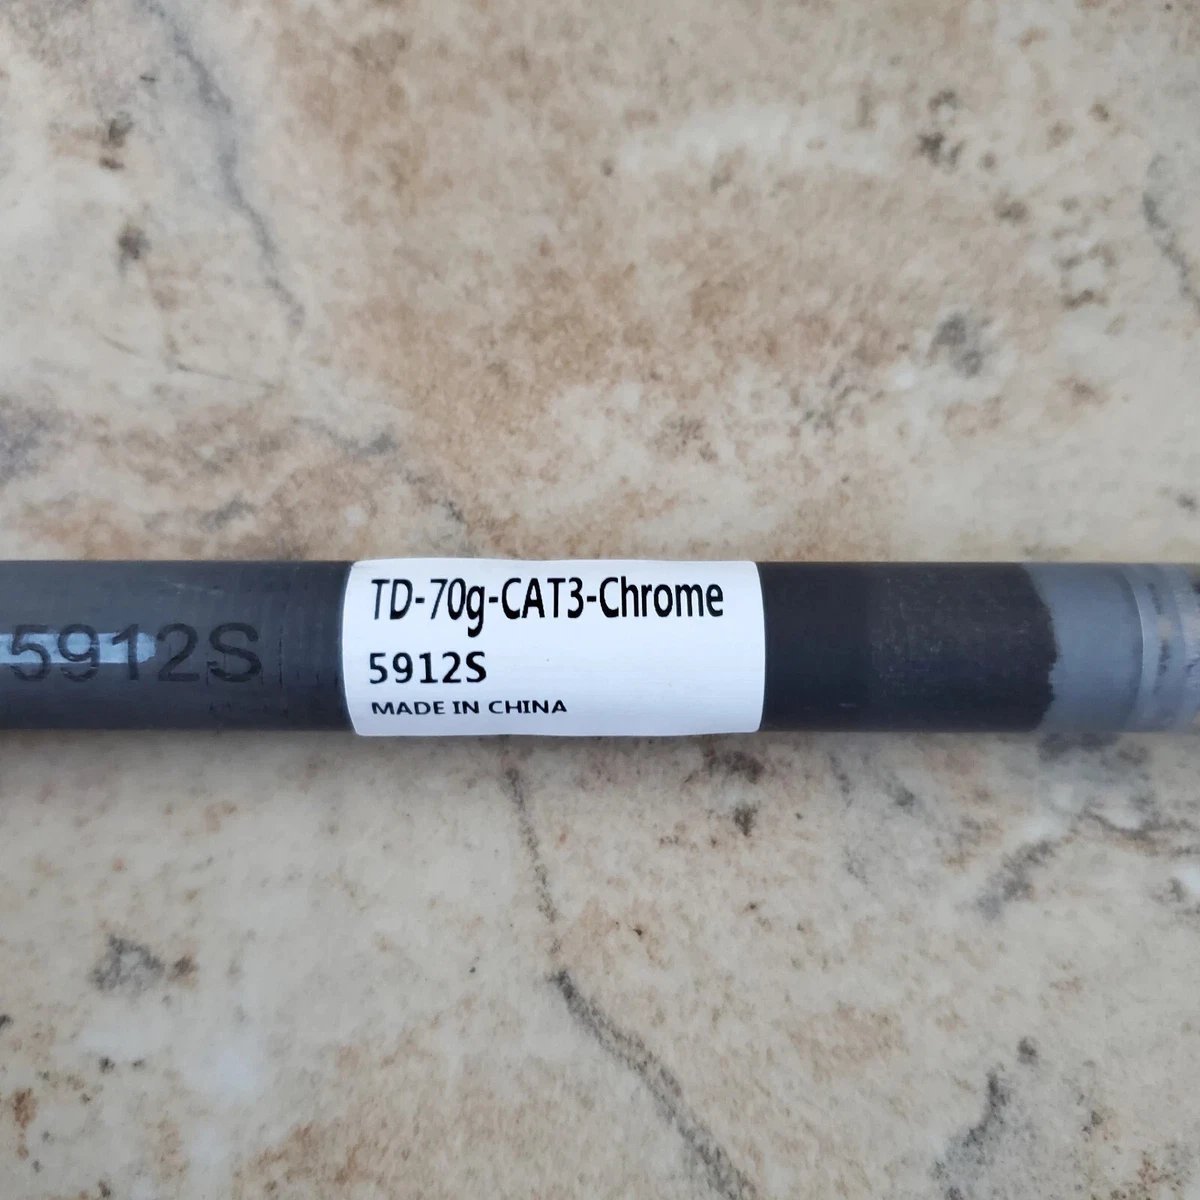 5912S
TD-70g-CAT3-Chrome
5912S
MADE IN CHINA